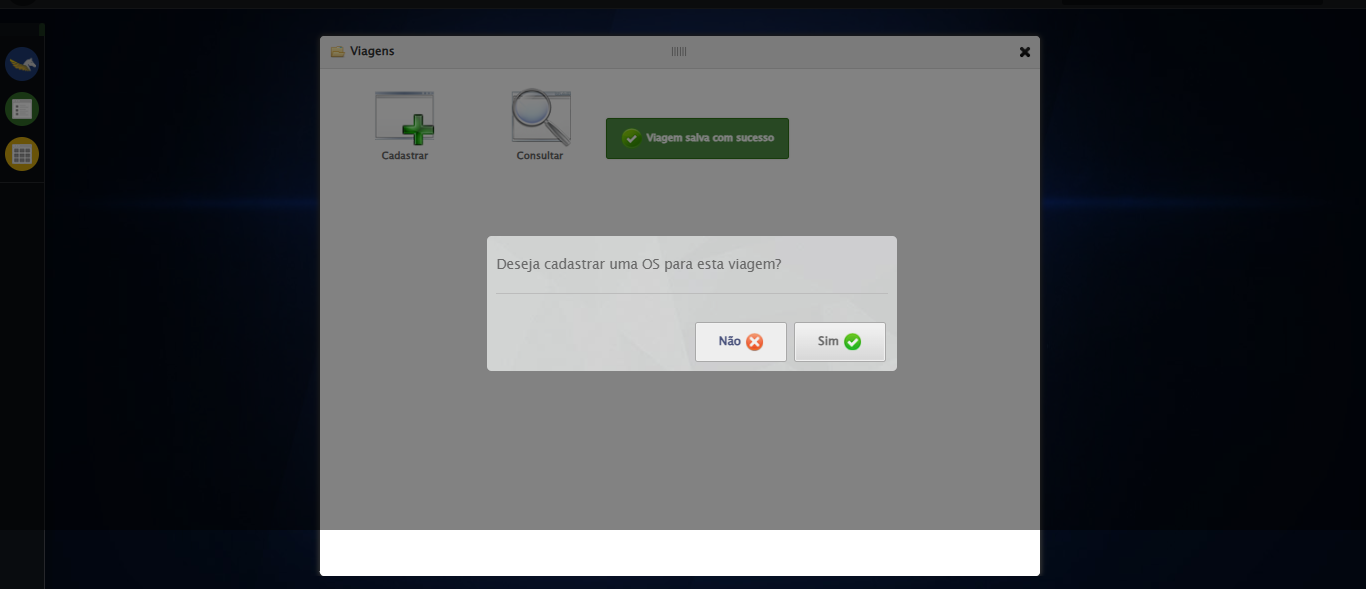 Viagens
Cadastrar
Consultar
Viagem salva com sucesso
Deseja cadastrar uma OS para esta viagem?
Não
Sim